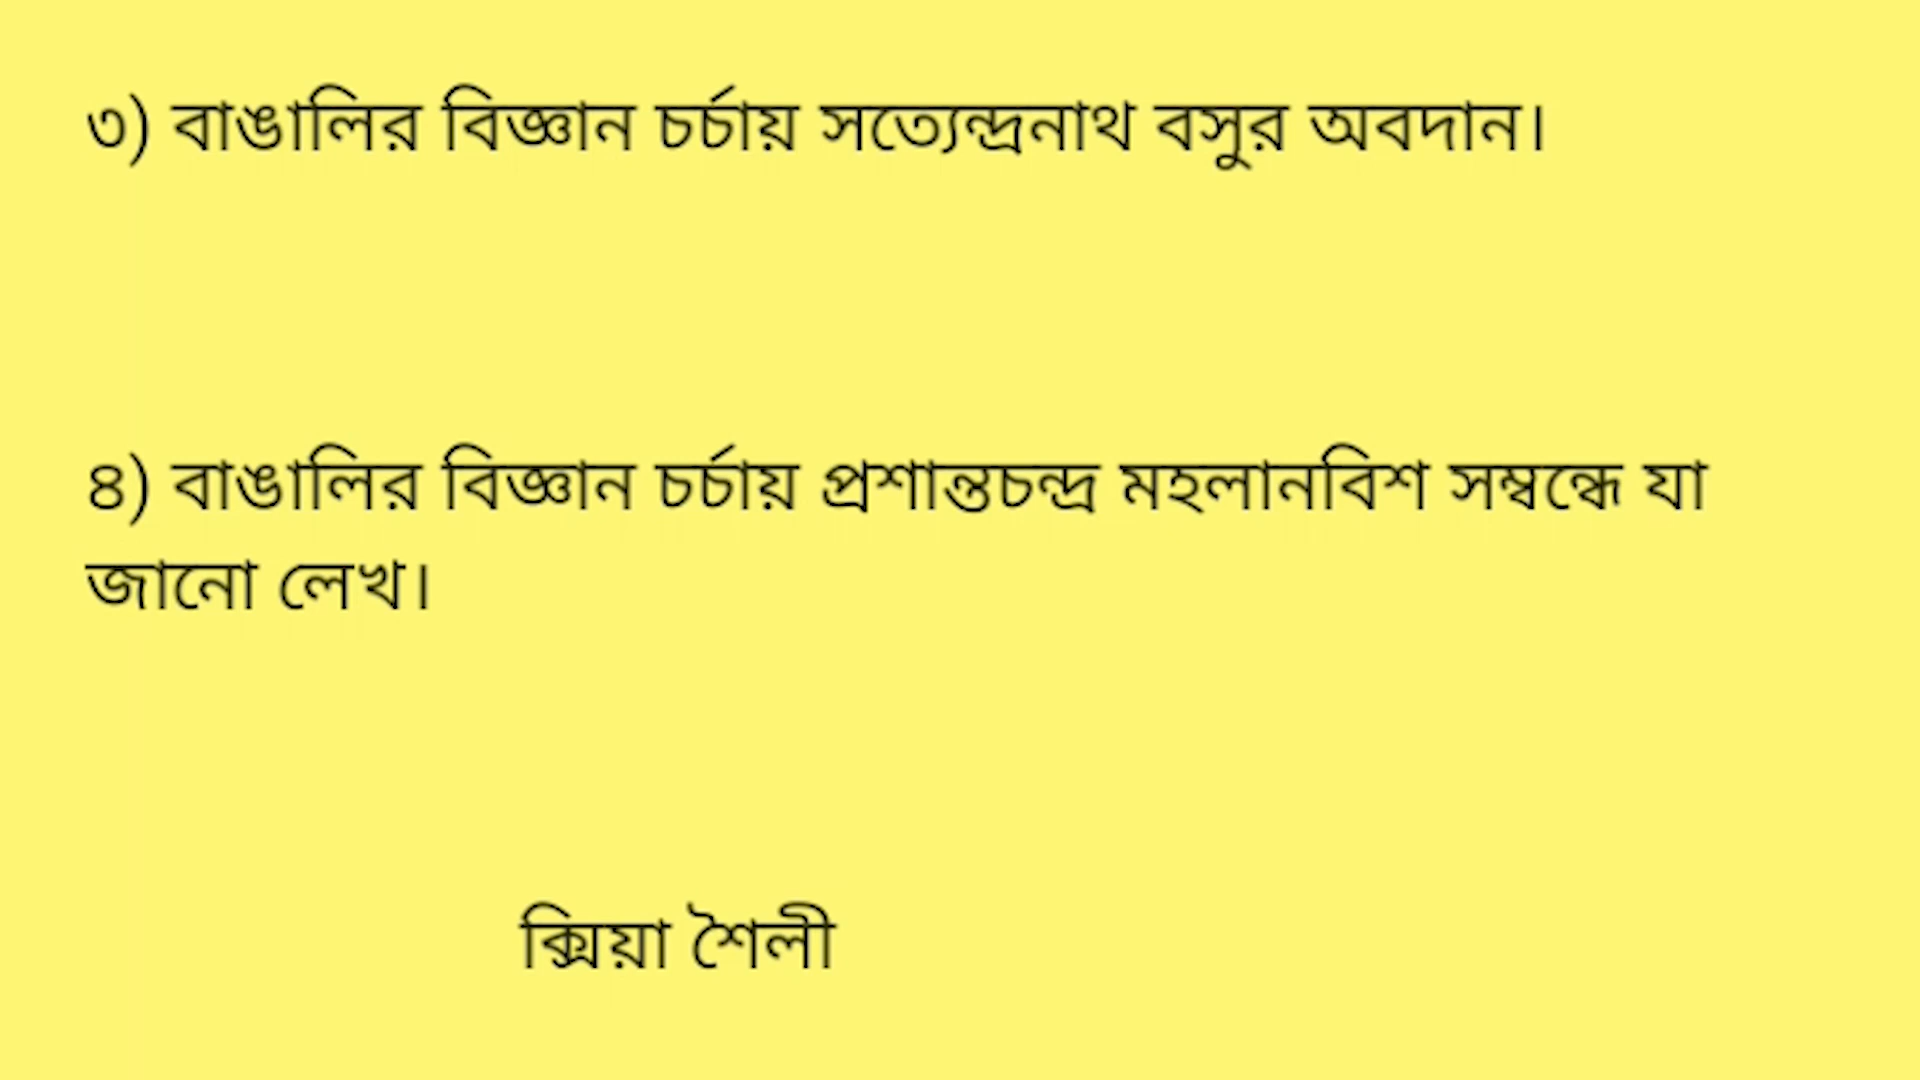 ৩) বাঙালির বিজ্ঞান চর্চায় সত্যেন্দ্রনাথ বসুর অবদান।
৪) বাঙালির বিজ্ঞান চর্চায় প্রশান্তচন্দ্র মহলানবিশ সম্বন্ধে যা
জানো লেখ।
ক্সিয়া শৈলী